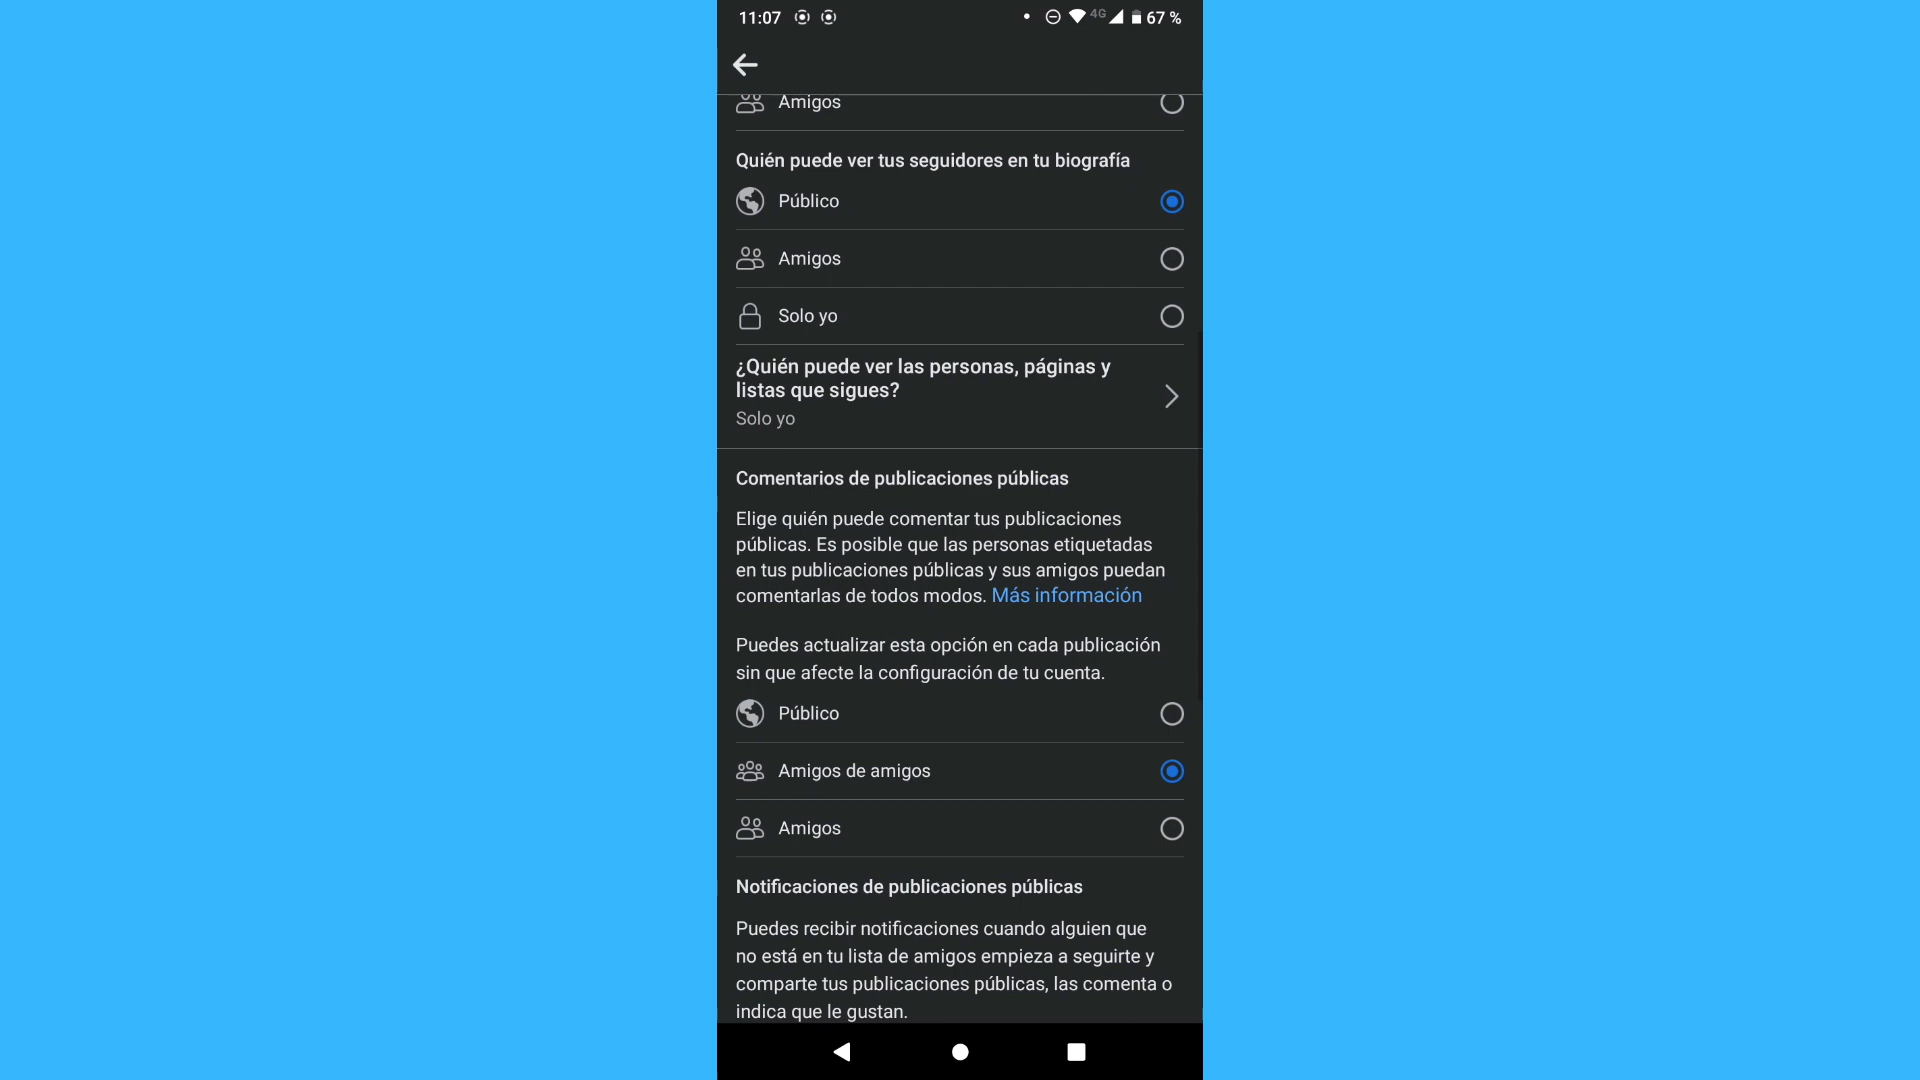 11:07
4G
67 %
Amigos
Quién puede ver tus seguidores en tu biografía
Público
Amigos
Solo yo
¿Quién puede ver las personas, páginas y
listas que sigues?
Solo yo
Comentarios de publicaciones públicas
Elige quién puede comentar tus publicaciones
públicas. Es posible que las personas etiquetadas
en tus publicaciones públicas y sus amigos puedan
comentarlas de todos modos. Más información
Puedes actualizar esta opción en cada publicación
sin que afecte la configuración de tu cuenta.
Público
Amigos de amigos
Amigos
Notificaciones de publicaciones públicas
Puedes recibir notificaciones cuando alguien que
no está en tu lista de amigos empieza a seguirte y
comparte tus publicaciones públicas, las comenta o
indica que le gustan.